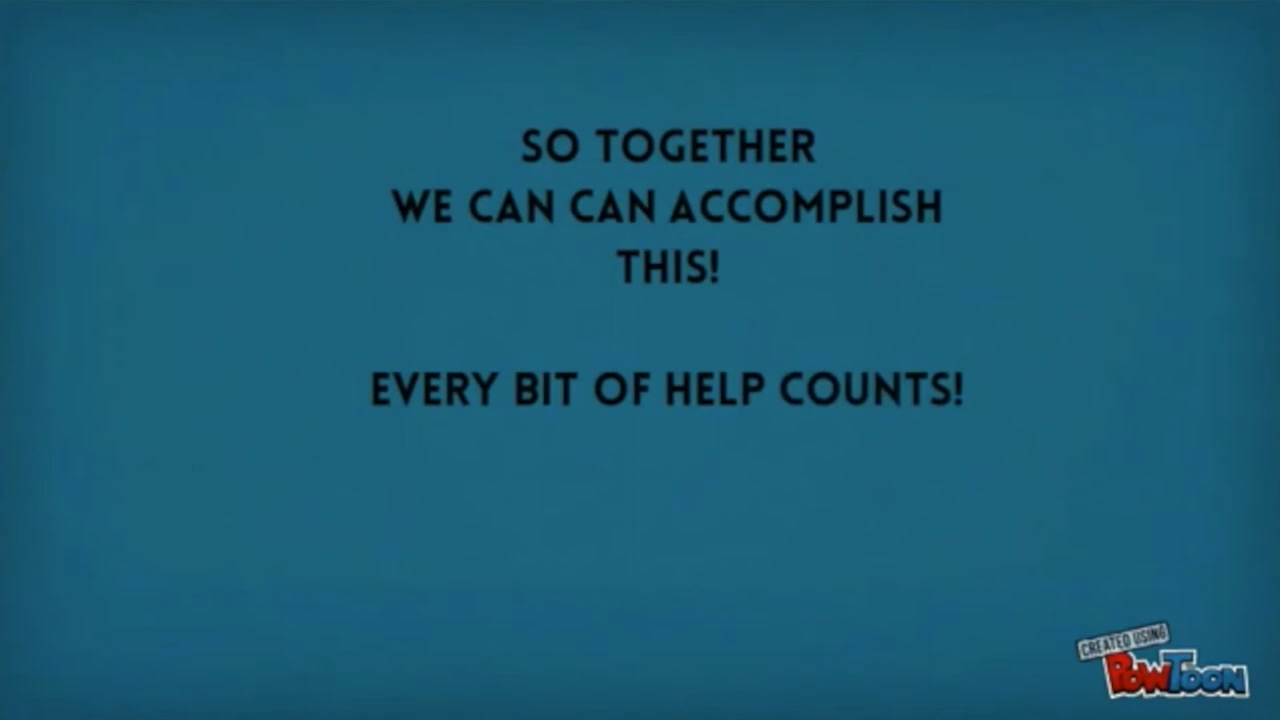 SO TOGETHER
WE CAN CAN ACCOMPLISH
THIS!
EVERY BIT OF HELP COUNTS!
CREATED USING
POWTOON